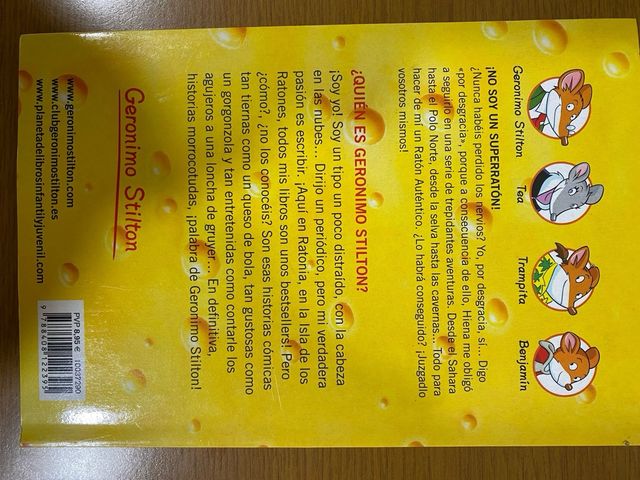 Geronimo Stilton
Tea
Trampita
Benjamín
¡NO SOY UN SUPERRATÓN!
¿Nunca habéis perdido los nervios? Yo, por desgracia, sí... Digo
«por desgracia», porque a consecuencia de ello, Hiena me obligó
a seguirlo en una serie de trepidantes aventuras. Desde el Sahara
hasta el Polo Norte, desde la selva hasta las cavernas. ¡Todo para
hacer de mí un Ratón Auténtico. ¿Lo habrá conseguido? ¡Juzgadlo
vosotros mismos!
¿QUIÉN ES GERONIMO STILTON?
¡Soy yo! Soy un tipo un poco distraído, con la cabeza
en las nubes... Dirijo un periódico, pero mi verdadera
pasión es escribir. ¡Aquí en Ratonia, en la Isla de los
Ratones, todos mis libros son unos bestsellers! Pero
¿cómo?, ¿no los conocéis? Son esas historias cómicas
tan tiernas como un queso de bola, tan gustosas como
un gorgonzola y tan entretenidas como contarle los
agujeros a una loncha de gruyer... En definitiva,
historias morrocotudas, ¡palabra de Geronimo Stilton!
Geronimo Stilton
www.geronimostilton.com
www.clubgeronimostilton.es
www.planetadelibrosinfantilyjuvenil.com
PVP 8,95 € 10037290
9 788408 122395